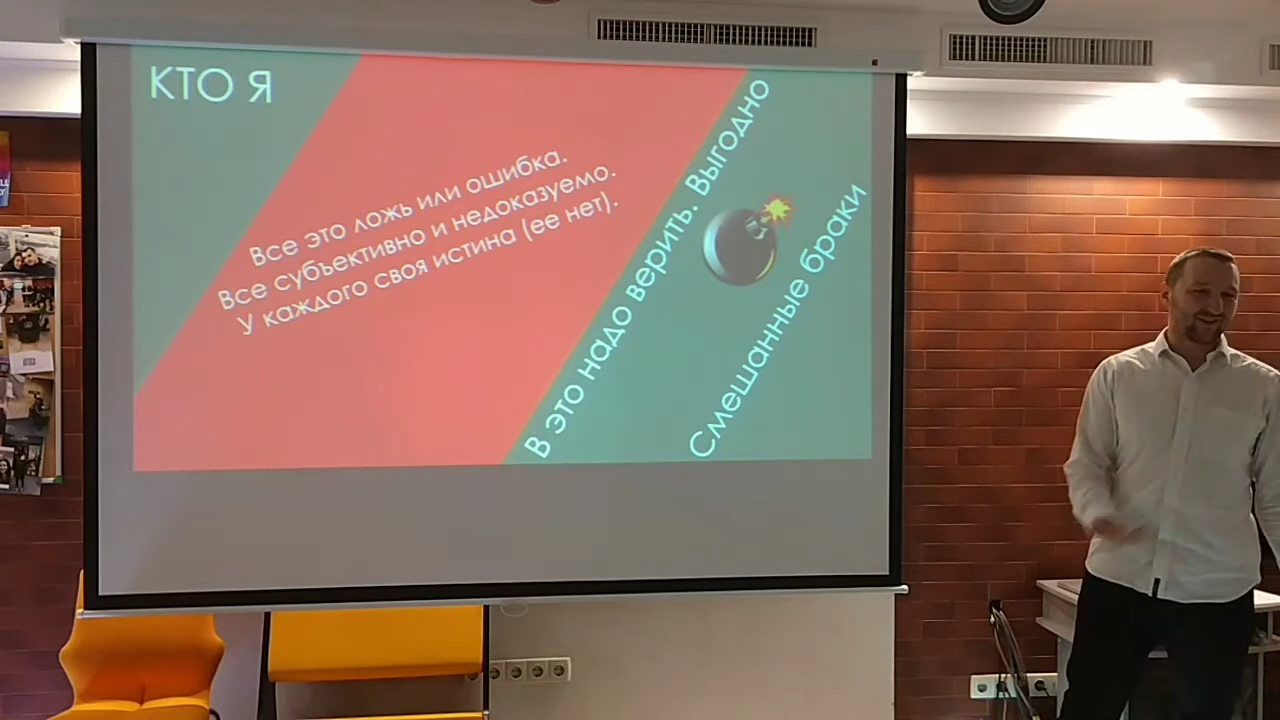 КТО Я
Все это ложь или ошибка.
Все субъективно и недоказуемо.
У каждого своя истина (ее нет).
В это надо верить. Выгодно
Смешанные браки